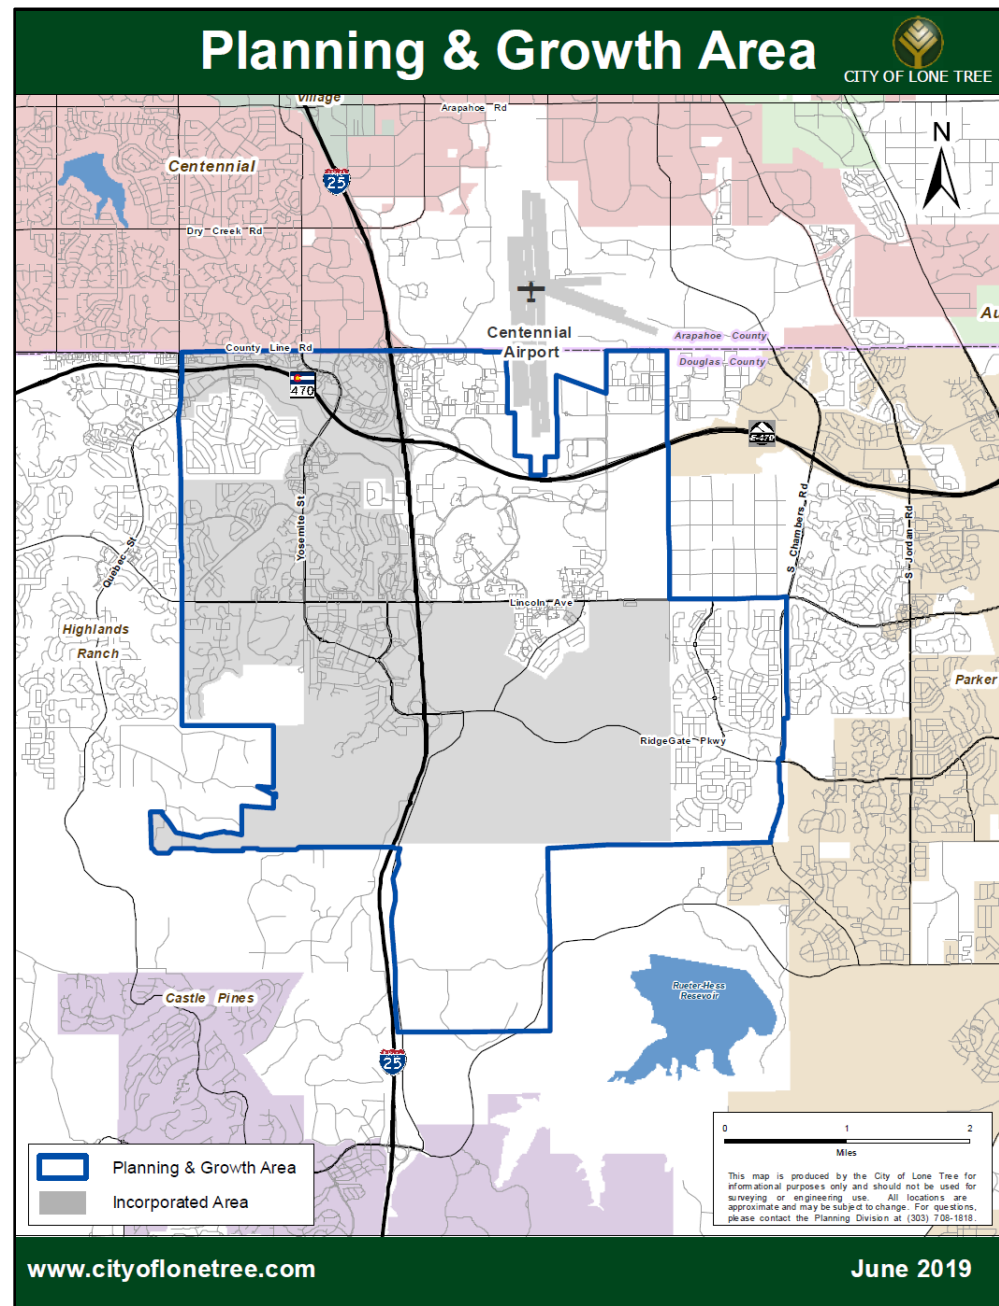 Planning & Growth Area
CITY OF LONE TREE
Village
Arapahoe Rd
N
Centennial
25
Dry Creek Rd
Centennial
Airport
Au
County Line Rd
Arapahoe County
Douglas County
470
E-470
Yosemite St
S Chambers Rd
S Jordan Rd
Quebec St
Lincoln Ave
Highlands
Ranch
Parker
RidgeGate Pkwy
Rueter-Hess
Resevoir
Castle Pines
25
0 1 2
Miles
Planning & Growth Area
Incorporated Area
This map is produced by the City of Lone Tree for
informational purposes only and should not be used for
surveying or engineering use. All locations are
approximate and may be subject to change. For questions,
please contact the Planning Division at (303) 708-1818.
www.cityoflonetree.com
June 2019